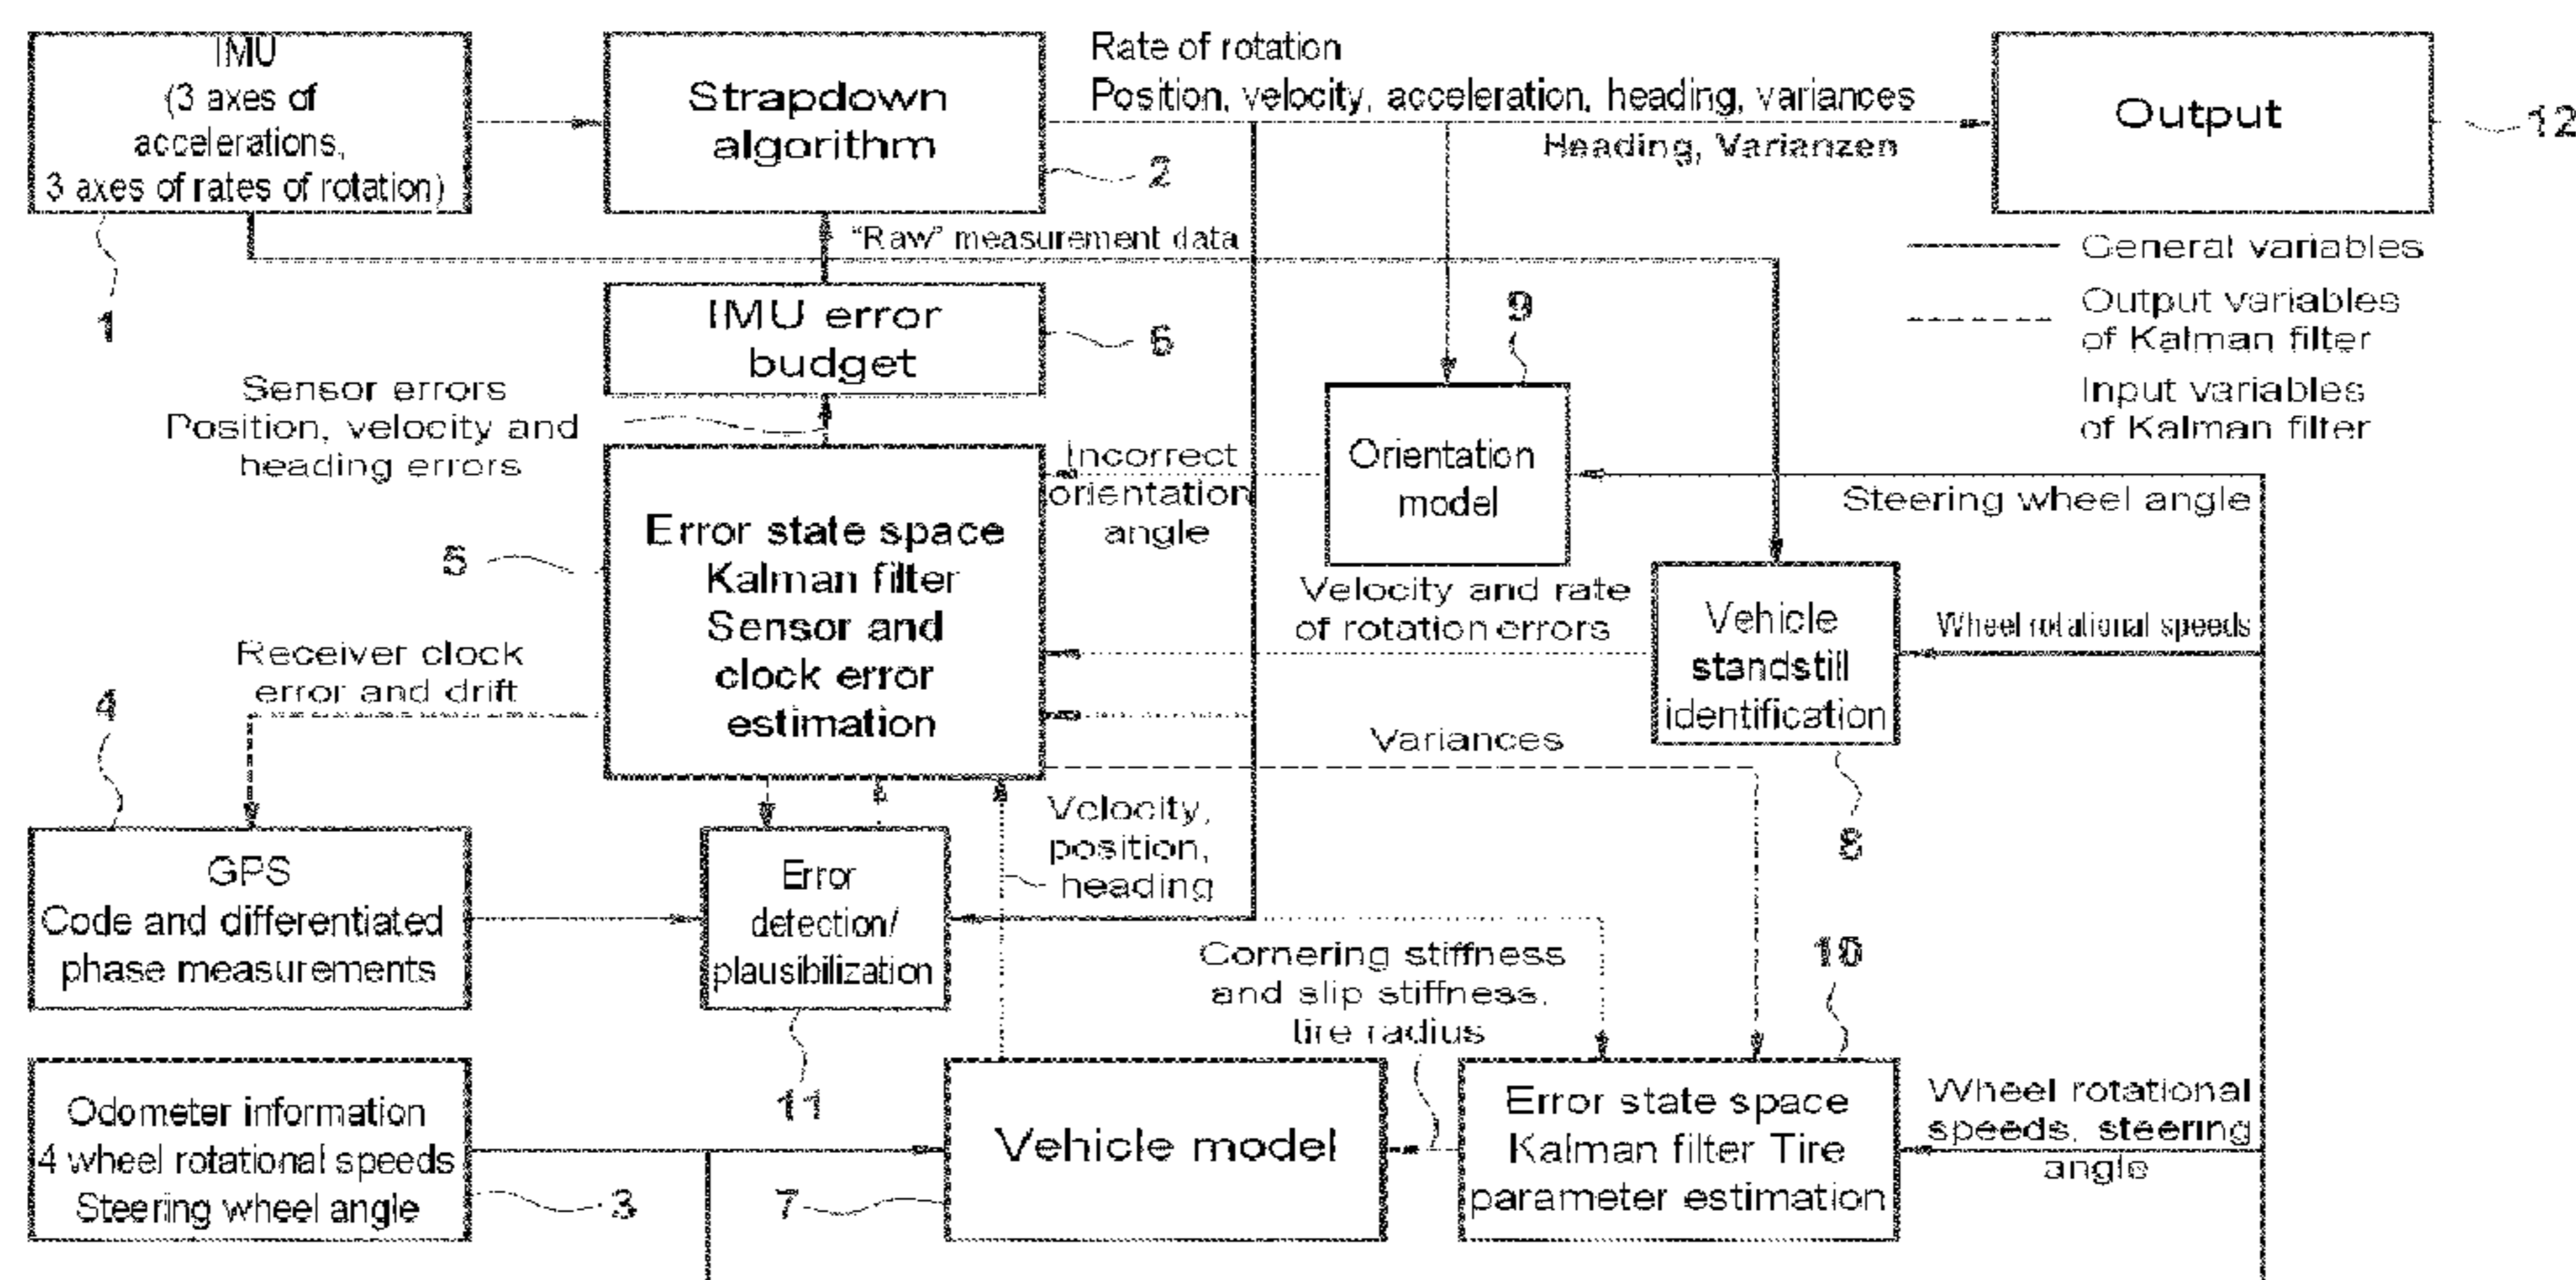 IMU
(3 axes of
accelerations,
3 axes of rates of rotation)
1
Strapdown
algorithm
2
Rate of rotation
Position, velocity, acceleration, heading, variances
Heading, Varianzen
Output
12
"Raw" measurement data
General variables
Output variables
of Kalman filter
Input variables
of Kalman filter
IMU error
budget
6
9
Sensor errors
Position, velocity and
heading errors
Incorrect
orientation
angle
Orientation
model
Steering wheel angle
5
Error state space
Kalman filter
Sensor and
clock error
estimation
Velocity and rate
of rotation errors
Vehicle
standstill
identification
Wheel rotational speeds
8
Receiver clock
error and drift
4
Variances
GPS
Code and differentiated
phase measurements
Error
detection/
plausibilization
11
Velocity,
position,
heading
Cornering stiffness
and slip stiffness,
tire radius
10
Odometer information
4 wheel rotational speeds
Steering wheel angle
3
7
Vehicle model
Error state space
Kalman filter Tire
parameter estimation
Wheel rotational
speeds, steering
angle